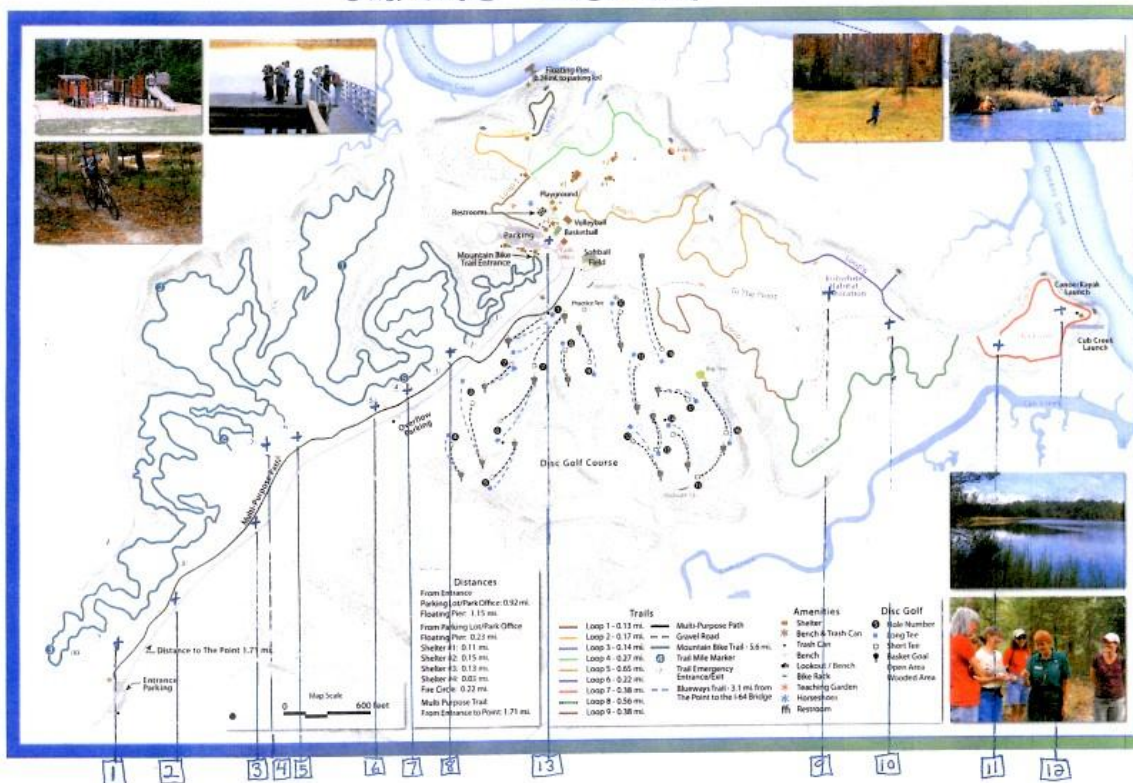 Floating Pier
Playground
Restrooms
Volleyball
Basketball
Parking
Mountain Bike
Trail Entrance
Softball
Field
Practice Tee
To The Point
Canoe/Kayak
Launch
Cub Creek
Launch
Big Tree
Overflow
Parking
Disc Golf Course
Multi-Purpose Path
Distance to The Point 1.71 mi.
Entrance
Parking
Map Scale
0 600 feet
Distances
From Entrance
Parking Lot/Park Office: 0.92 mi.
Floating Pier: 1.15 mi.
From Parking Lot/Park Office
Floating Pier: 0.23 mi.
Shelter #1: 0.11 mi.
Shelter #2: 0.15 mi.
Shelter #3: 0.13 mi.
Shelter #4: 0.03 mi.
Fire Circle: 0.22 mi.
Multi Purpose Trail
From Entrance to Point: 1.71 mi.
Trails
Loop 1 - 0.13 mi.
Loop 2 - 0.17 mi.
Loop 3 - 0.14 mi.
Loop 4 - 0.27 mi.
Loop 5 - 0.65 mi.
Loop 6 - 0.22 mi.
Loop 7 - 0.38 mi.
Loop 8 - 0.56 mi.
Loop 9 - 0.38 mi.
Multi-Purpose Path
Gravel Road
Mountain Bike Trail - 5.6 mi.
Trail Mile Marker
Trail Emergency
Entrance/Exit
Blueways Trail - 3.1 mi. from
The Point to the I-64 Bridge
Amenities
Shelter
Bench & Trash Can
Trash Can
Bench
Lookout / Bench
Bike Rack
Teaching Garden
Horseshoes
Restroom
Disc Golf
Hole Number
Long Tee
Short Tee
Basket Goal
Open Area
Wooded Area
1 2 3 4 5 6 7 8 13 9 10 11 12